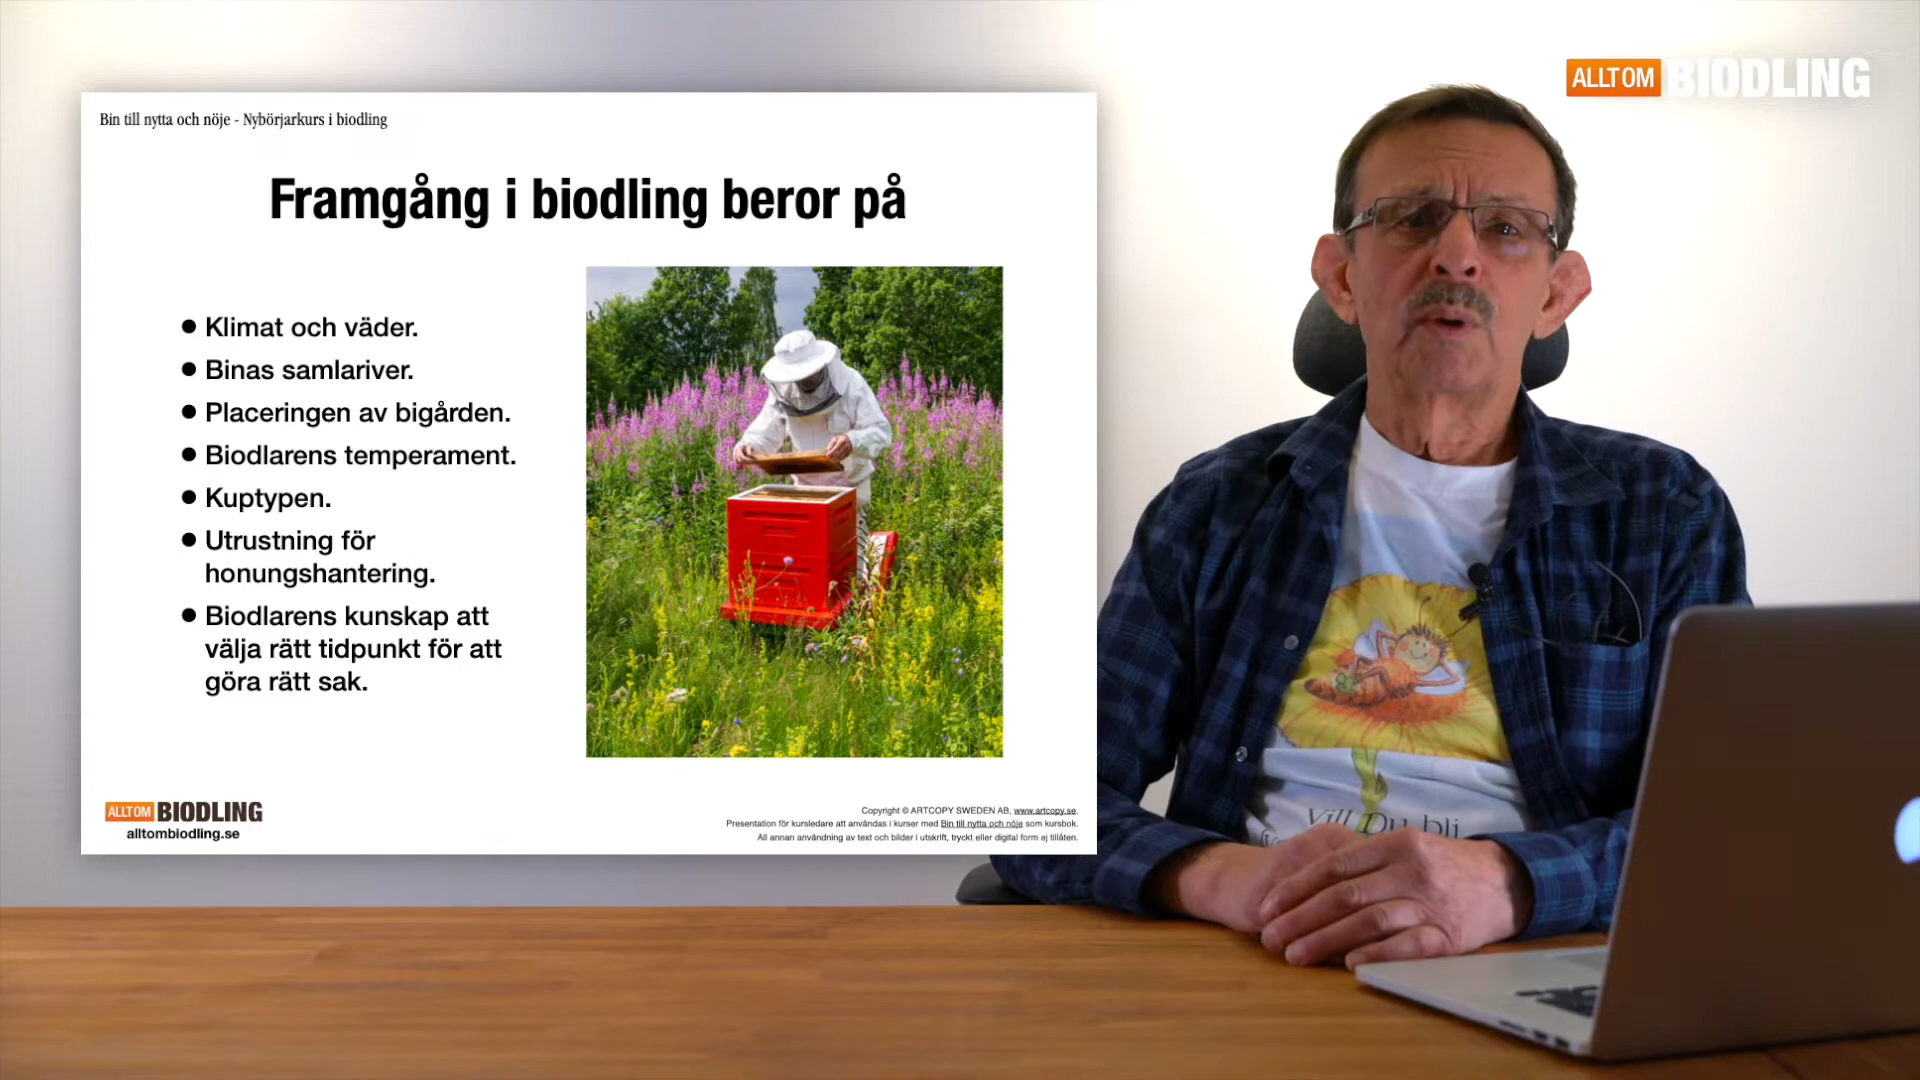 Bin till nytta och nöje - Nybörjarkurs i biodling
Framgång i biodling beror på
● Klimat och väder.
● Binas samlariver.
● Placeringen av bigården.
● Biodlarens temperament.
● Kuptypen.
● Utrustning för
honungshantering.
● Biodlarens kunskap att
välja rätt tidpunkt för att
göra rätt sak.
ALLTOM BIODLING
alltombiodling.se
Copyright © ARTCOPY SWEDEN AB, www.artcopy.se.
Presentation för kursledare att användas i kurser med Bin till nytta och nöje som kursbok.
All annan användning av text och bilder i utskrift, tryckt eller digital form ej tillåten.
ALLTOM BIODLING
Vill Du bli